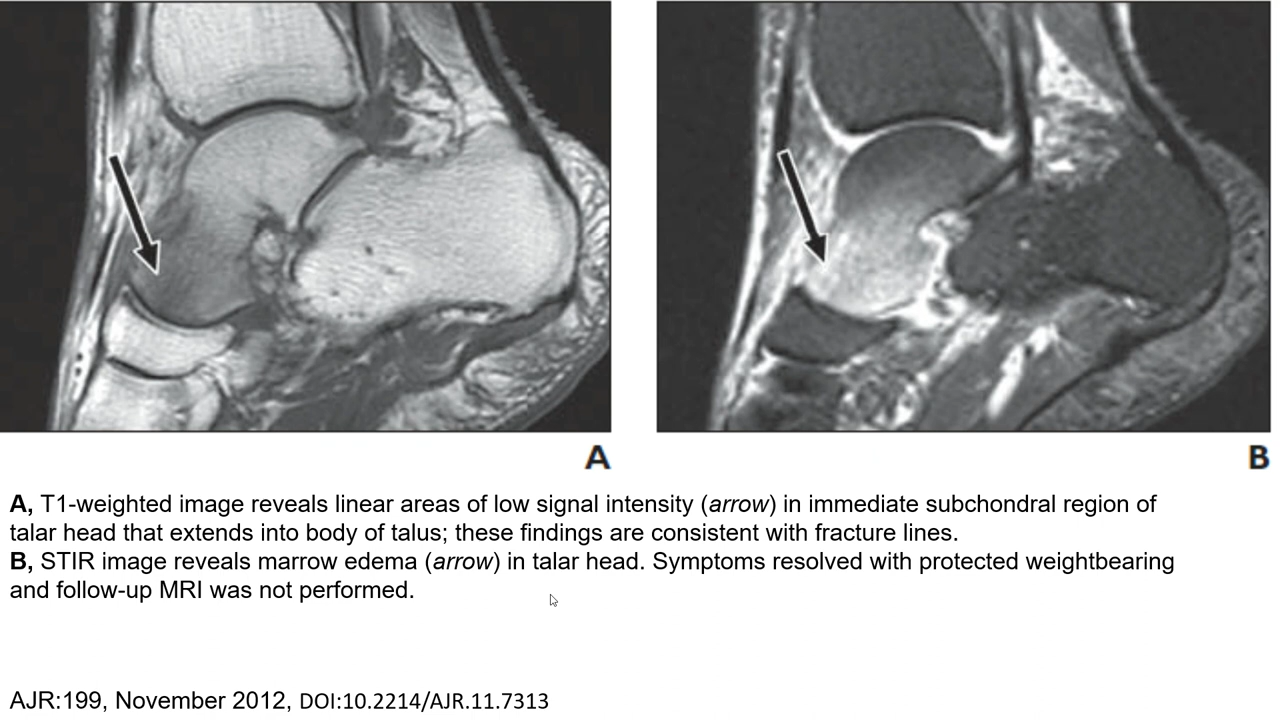 A
B
A, T1-weighted image reveals linear areas of low signal intensity (arrow) in immediate subchondral region of
talar head that extends into body of talus; these findings are consistent with fracture lines.
B, STIR image reveals marrow edema (arrow) in talar head. Symptoms resolved with protected weightbearing
and follow-up MRI was not performed.
AJR:199, November 2012, DOI:10.2214/AJR.11.7313